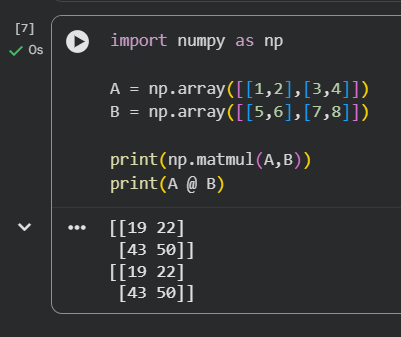 [7]
0s
import numpy as np
A = np.array([[1,2],[3,4]])
B = np.array([[5,6],[7,8]])
print(np.matmul(A,B))
print(A @ B)
[[19 22]
 [43 50]]
[[19 22]
 [43 50]]